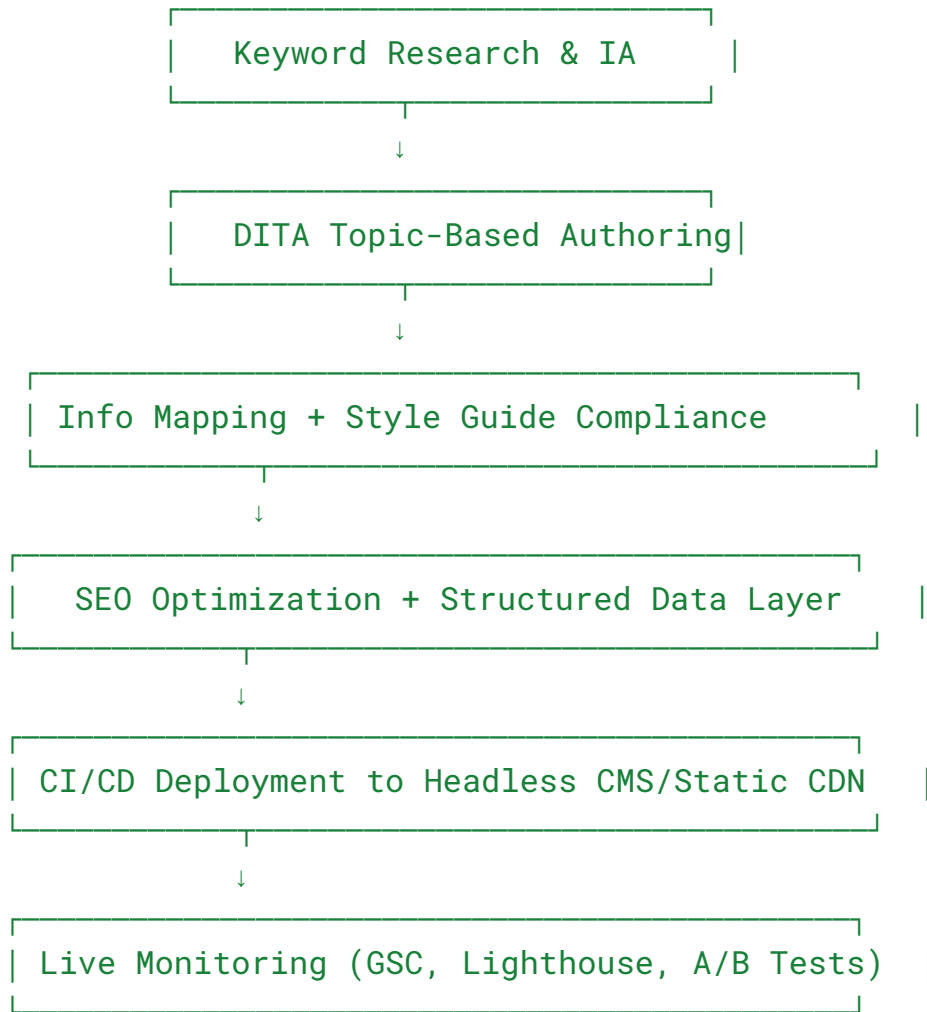 Keyword Research & IA
↓
DITA Topic-Based Authoring
↓
Info Mapping + Style Guide Compliance
↓
SEO Optimization + Structured Data Layer
↓
CI/CD Deployment to Headless CMS/Static CDN
↓
Live Monitoring (GSC, Lighthouse, A/B Tests)